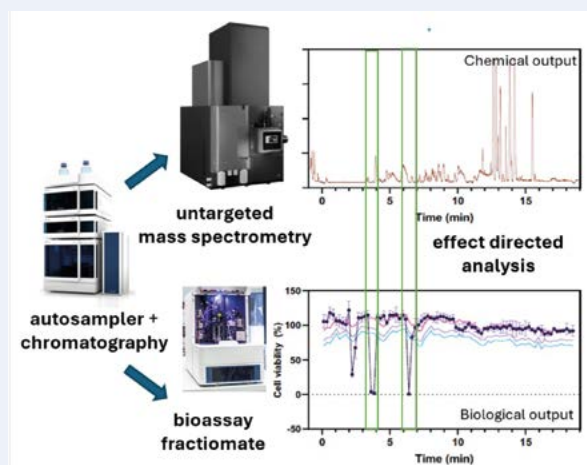 Chemical output
0
5
10
15
Time (min)
untargeted
mass spectrometry
effect directed
analysis
autosampler +
chromatography
bioassay
fractiomate
150
100
50
0
-50
Cell viability
(%)
Biological output
0
5
10
15
Time (min)